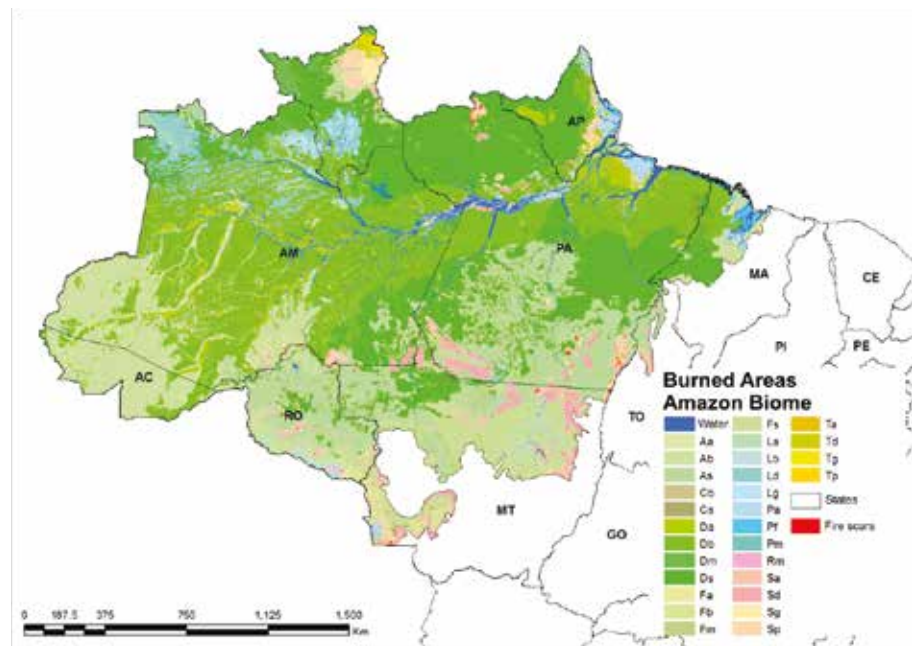 AP
AM
PA
MA
CE
PI
PE
AC
RO
TO
MT
GO
Burned Areas
Amazon Biome
Water
Aa
Ab
As
Cb
Cs
Da
Db
Dm
Ds
Fa
Fb
Fm
Fs
La
Lb
Ld
Lg
Pa
Pf
Pm
Rm
Sa
Sd
Sg
Sp
Ta
Td
Tg
Tp
States
Fire scars
0 187.5 375 750 1,125 1,500
Km